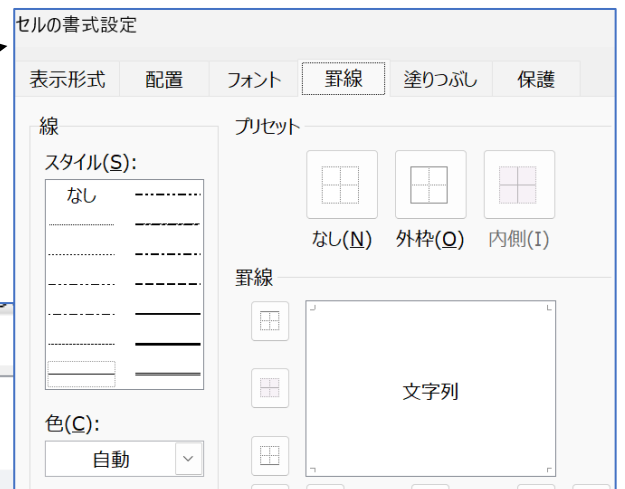 セルの書式設定
表示形式 配置 フォント 罫線 塗りつぶし 保護
線
スタイル(S):
なし
色(C):
自動
プリセット
なし(N) 外枠(O) 内側(I)
罫線
文字列